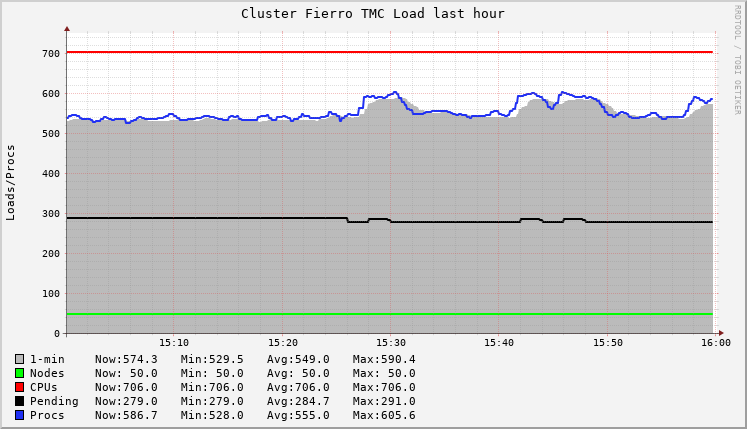 Cluster Fierro TMC Load last hour
RRDTOOL / TOBI OETIKER
Loads/Procs
700
600
500
400
300
200
100
0
15:10 15:20 15:30 15:40 15:50 16:00
1-min Now:574.3 Min:529.5 Avg:549.0 Max:590.4
Nodes Now: 50.0 Min: 50.0 Avg: 50.0 Max: 50.0
CPUs Now:706.0 Min:706.0 Avg:706.0 Max:706.0
Pending Now:279.0 Min:279.0 Avg:284.7 Max:291.0
Procs Now:586.7 Min:528.0 Avg:555.0 Max:605.6